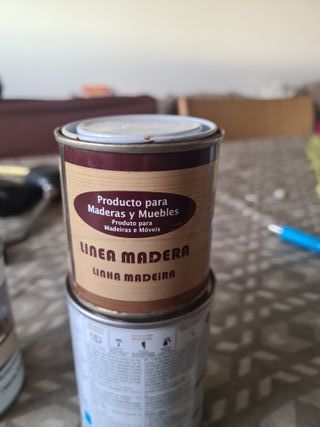 Producto para
Maderas y Muebles
Produto para
Madeiras e Móveis
LINEA MADERA
LINHA MADEIRA